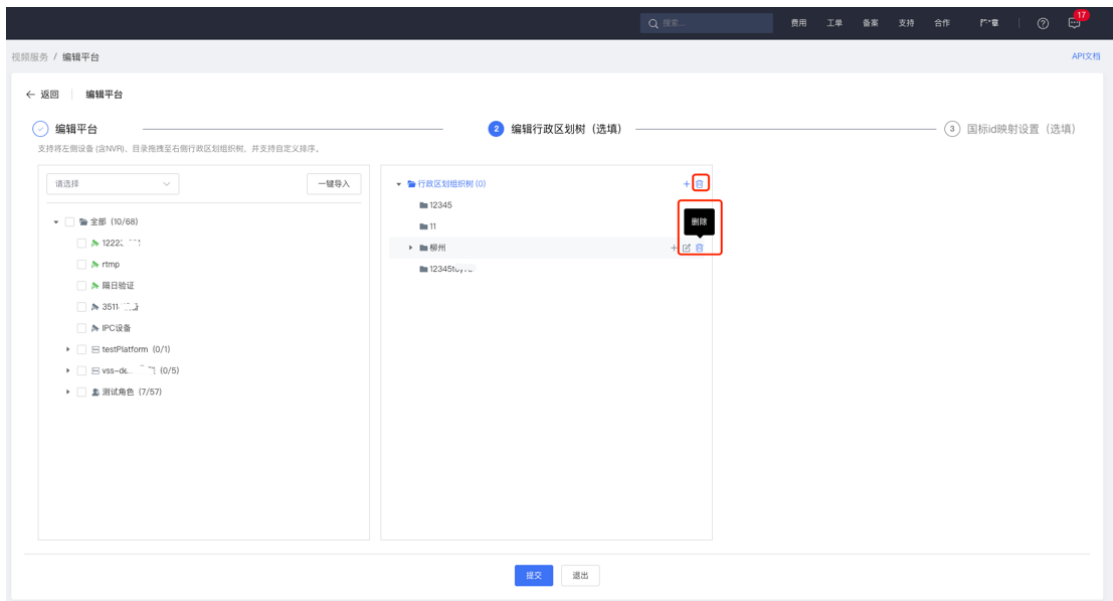 搜索...
费用 工单 备案 支持 合作
17
视频服务 / 编辑平台
API文档
返回 编辑平台
编辑平台
2 编辑行政区划树（选填）
3 国标id映射设置（选填）
支持将左侧设备 (含NVR)、目录拖拽至右侧行政区划组织树，并支持自定义排序。
请选择
一键导入
全部 (10/68)
rtmp
隔日验证
3511
IPC设备
testPlatform (0/1)
(0/5)
测试角色 (7/57)
行政区划组织树 (0)
12345
11
删除
柳州
提交 退出